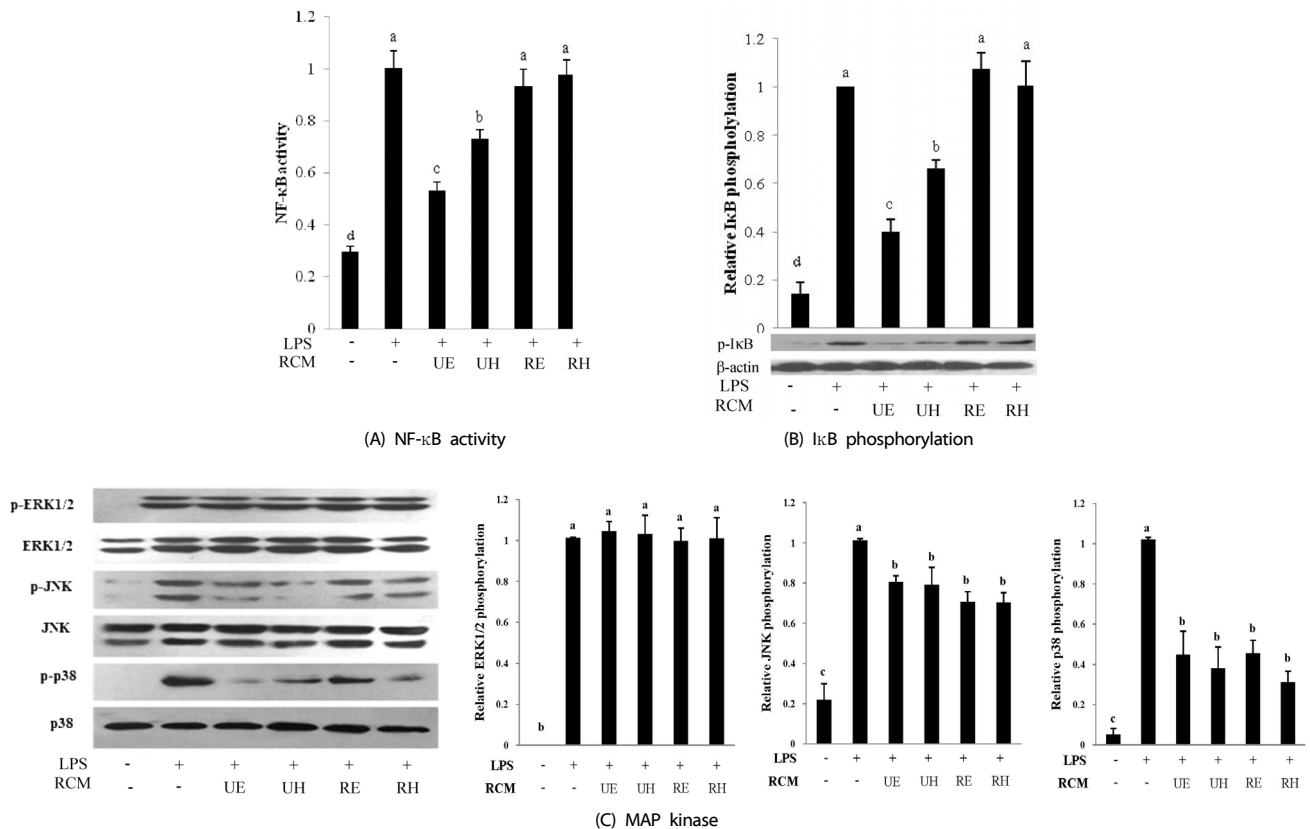 NF-κB activity
1.2
1
0.8
0.6
0.4
0.2
0
d
a
c
b
a
a
LPS - + + + + +
RCM - - UE UH RE RH
(A) NF-κB activity
Relative IκB phospholylation
1.2
1
0.8
0.6
0.4
0.2
0
d
a
c
b
a
a
p-IκB
β-actin
LPS - + + + + +
RCM - - UE UH RE RH
(B) IκB phosphorylation
p-ERK1/2
ERK1/2
p-JNK
JNK
p-p38
p38
LPS - + + + + +
RCM - - UE UH RE RH
Relative ERK1/2 phosphorylation
1.2
1
0.8
0.6
0.4
0.2
0
b
a
a
a
a
a
LPS - + + + + +
RCM - - UE UH RE RH
Relative JNK phosphorylation
1.2
1
0.8
0.6
0.4
0.2
0
c
a
b
b
b
b
LPS - + + + + +
RCM - - UE UH RE RH
Relative p38 phosphorylation
1.2
1
0.8
0.6
0.4
0.2
0
c
a
b
b
b
b
LPS - + + + + +
RCM - - UE UH RE RH
(C) MAP kinase